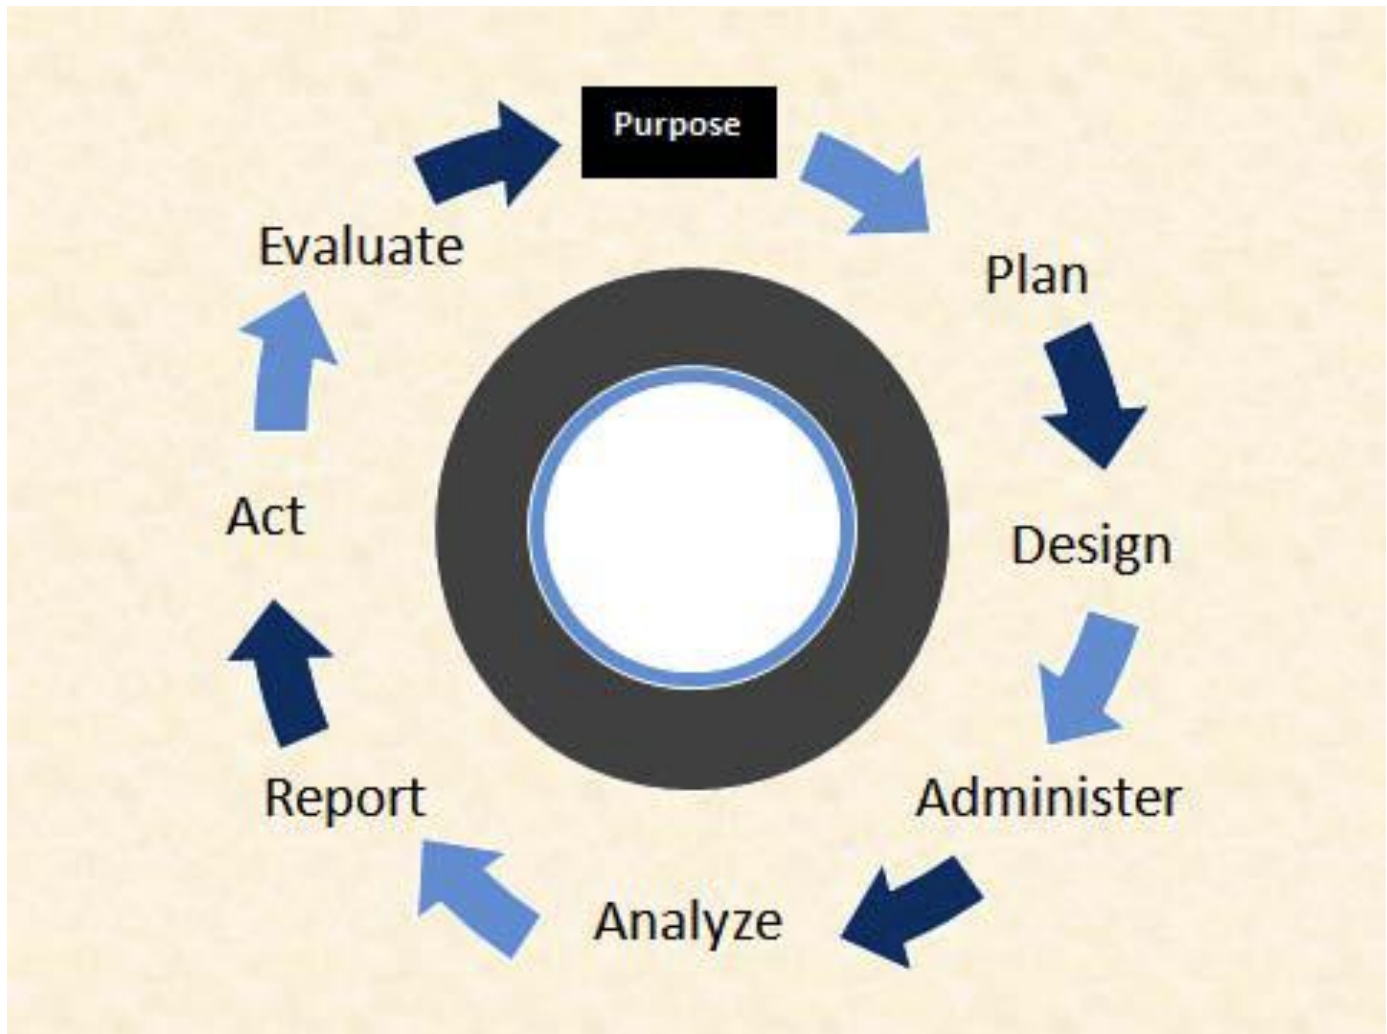 Purpose
Plan
Design
Administer
Analyze
Report
Act
Evaluate